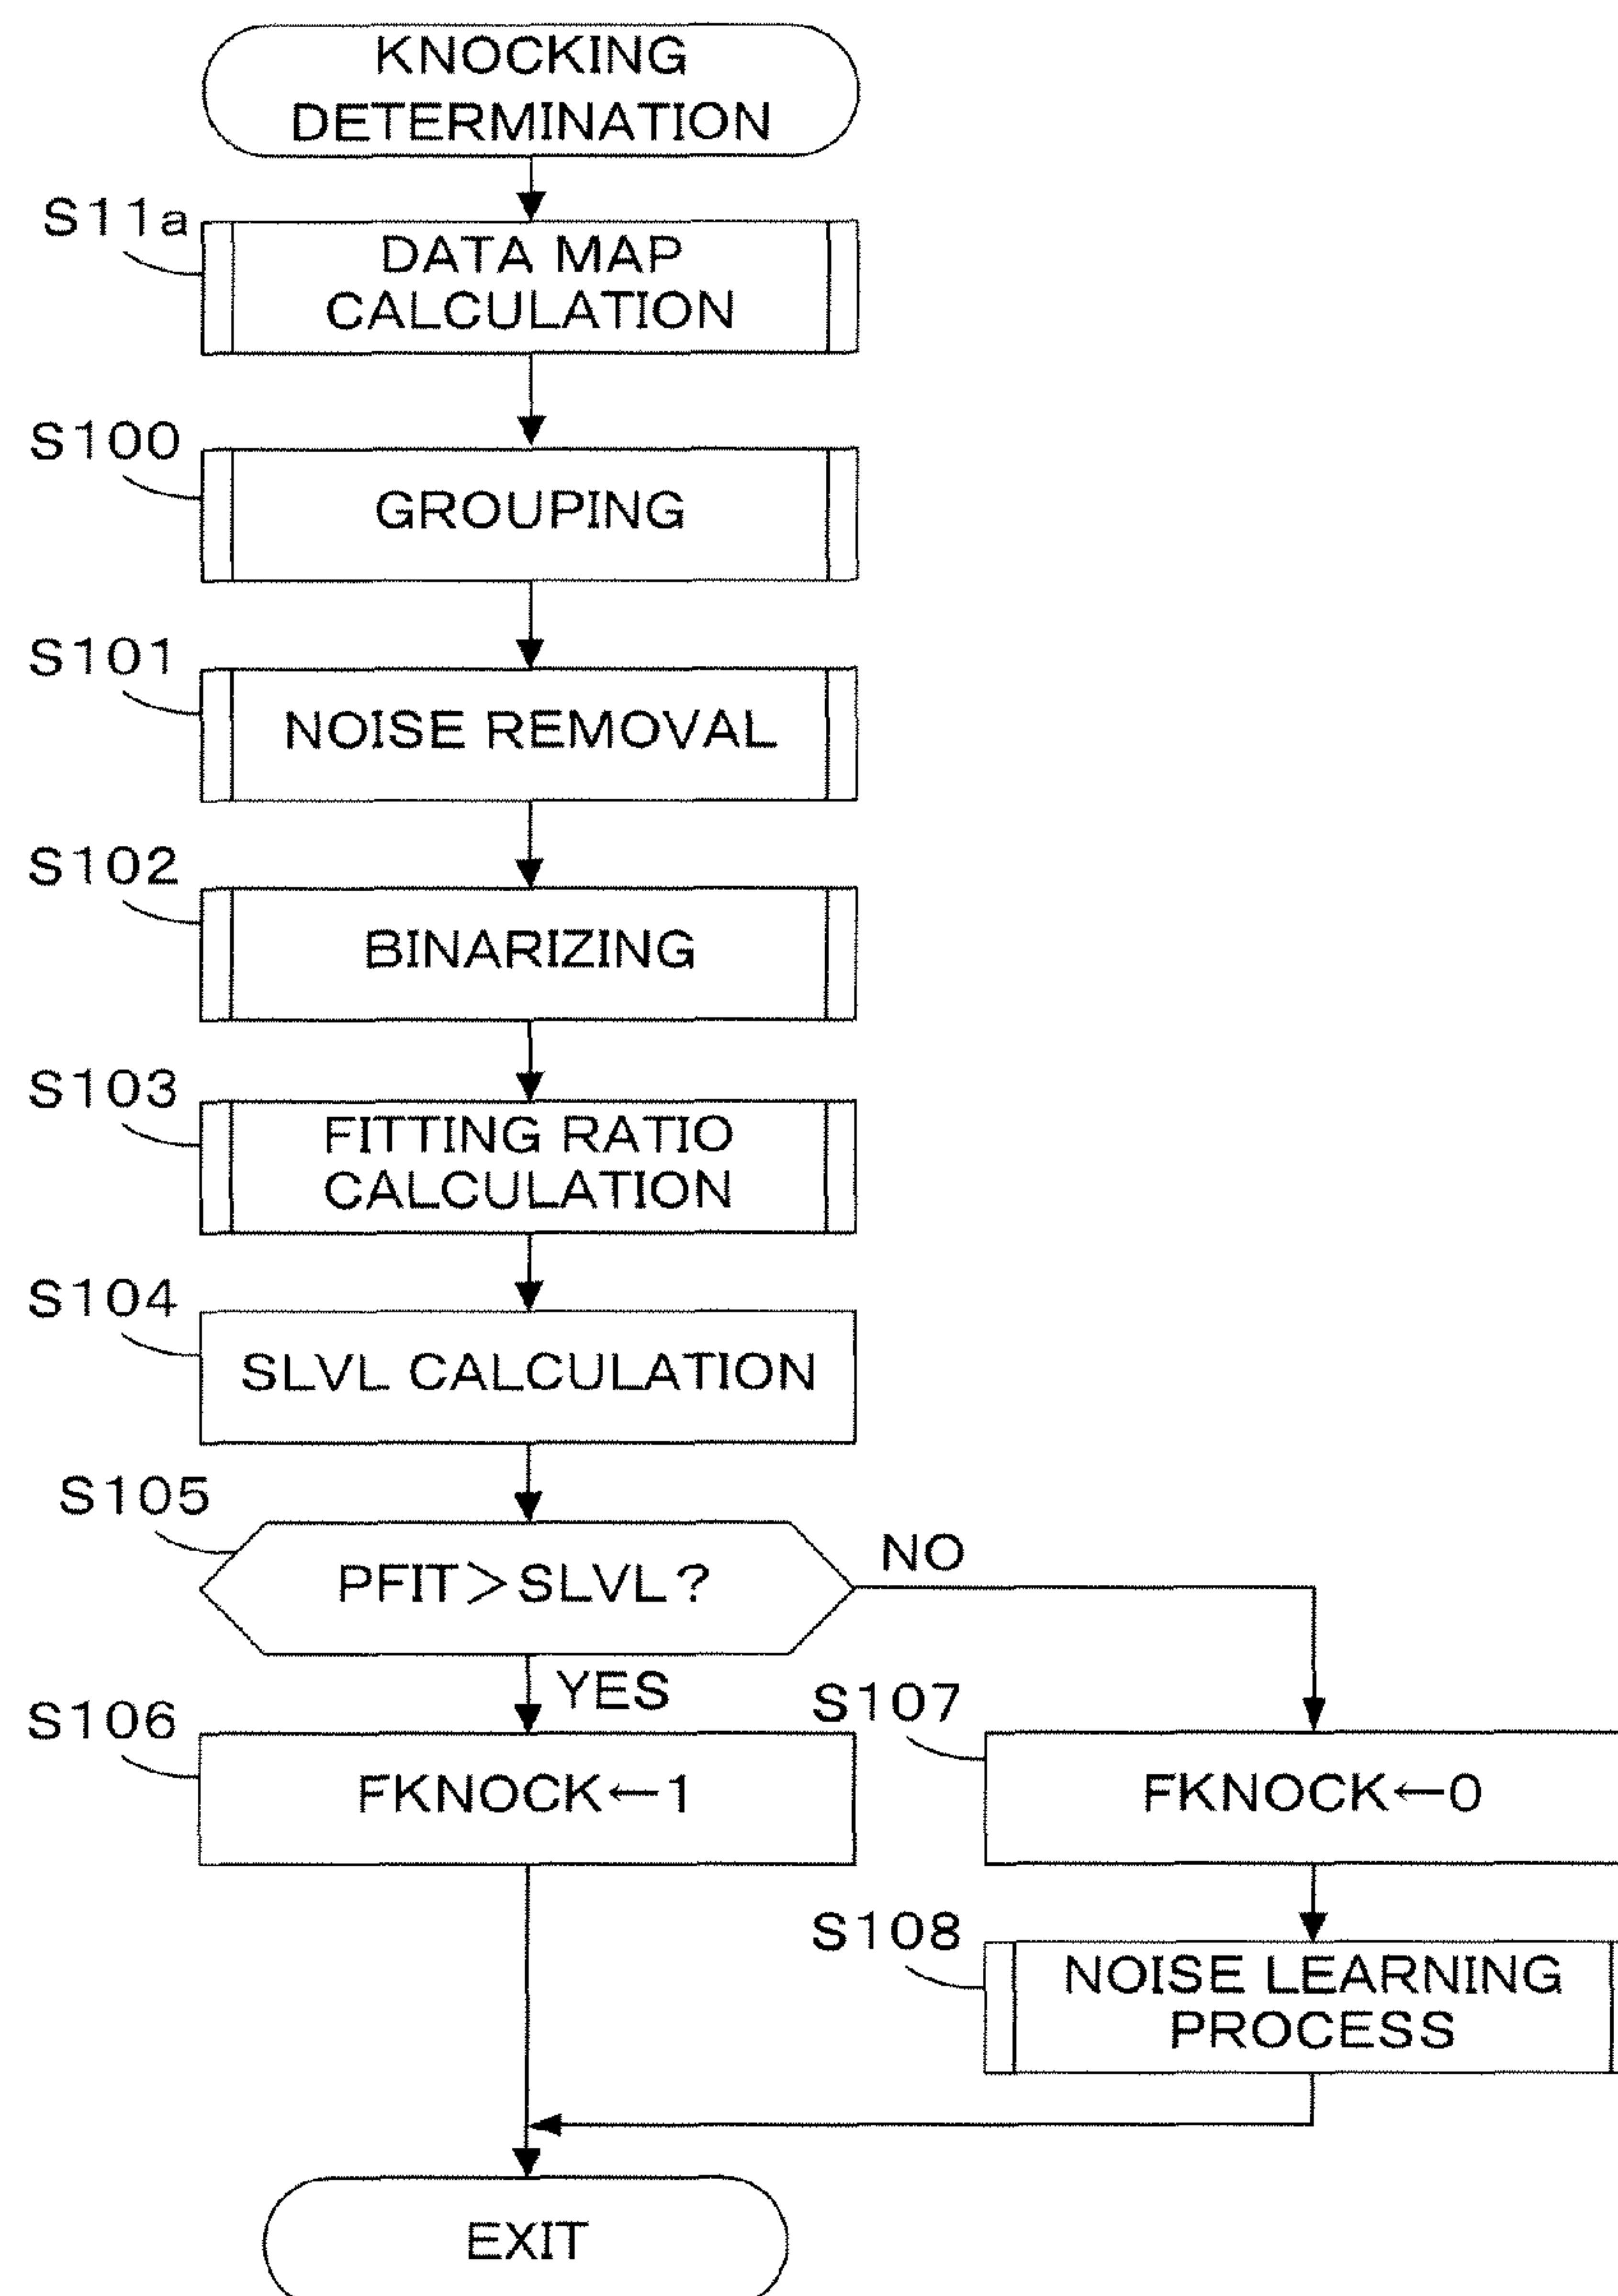 KNOCKING
DETERMINATION
S11a
DATA MAP
CALCULATION
S100
GROUPING
S101
NOISE REMOVAL
S102
BINARIZING
S103
FITTING RATIO
CALCULATION
S104
SLVL CALCULATION
S105
PFIT>SLVL?
NO
YES
S106
FKNOCK←1
S107
FKNOCK←0
S108
NOISE LEARNING
PROCESS
EXIT